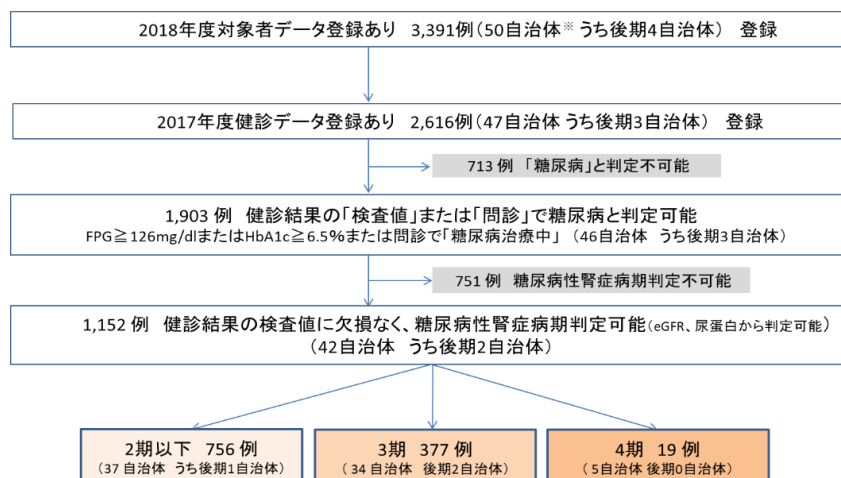 2018年度対象者データ登録あり 3,391例(50自治体※ うち後期4自治体) 登録
2017年度健診データ登録あり 2,616例(47自治体 うち後期3自治体) 登録
713 例 「糖尿病」と判定不可能
1,903 例 健診結果の「検査値」または「問診」で糖尿病と判定可能
FPG≧126mg/dlまたはHbA1c≧6.5%または問診で「糖尿病治療中」 (46自治体 うち後期3自治体)
751 例 糖尿病性腎症病期判定不可能
1,152 例 健診結果の検査値に欠損なく、糖尿病性腎症病期判定可能(eGFR、尿蛋白から判定可能)
(42自治体 うち後期2自治体)
2期以下 756 例
(37 自治体 うち後期1自治体)
3期 377 例
(34 自治体 後期2自治体)
4期 19 例
(5自治体 後期0自治体)